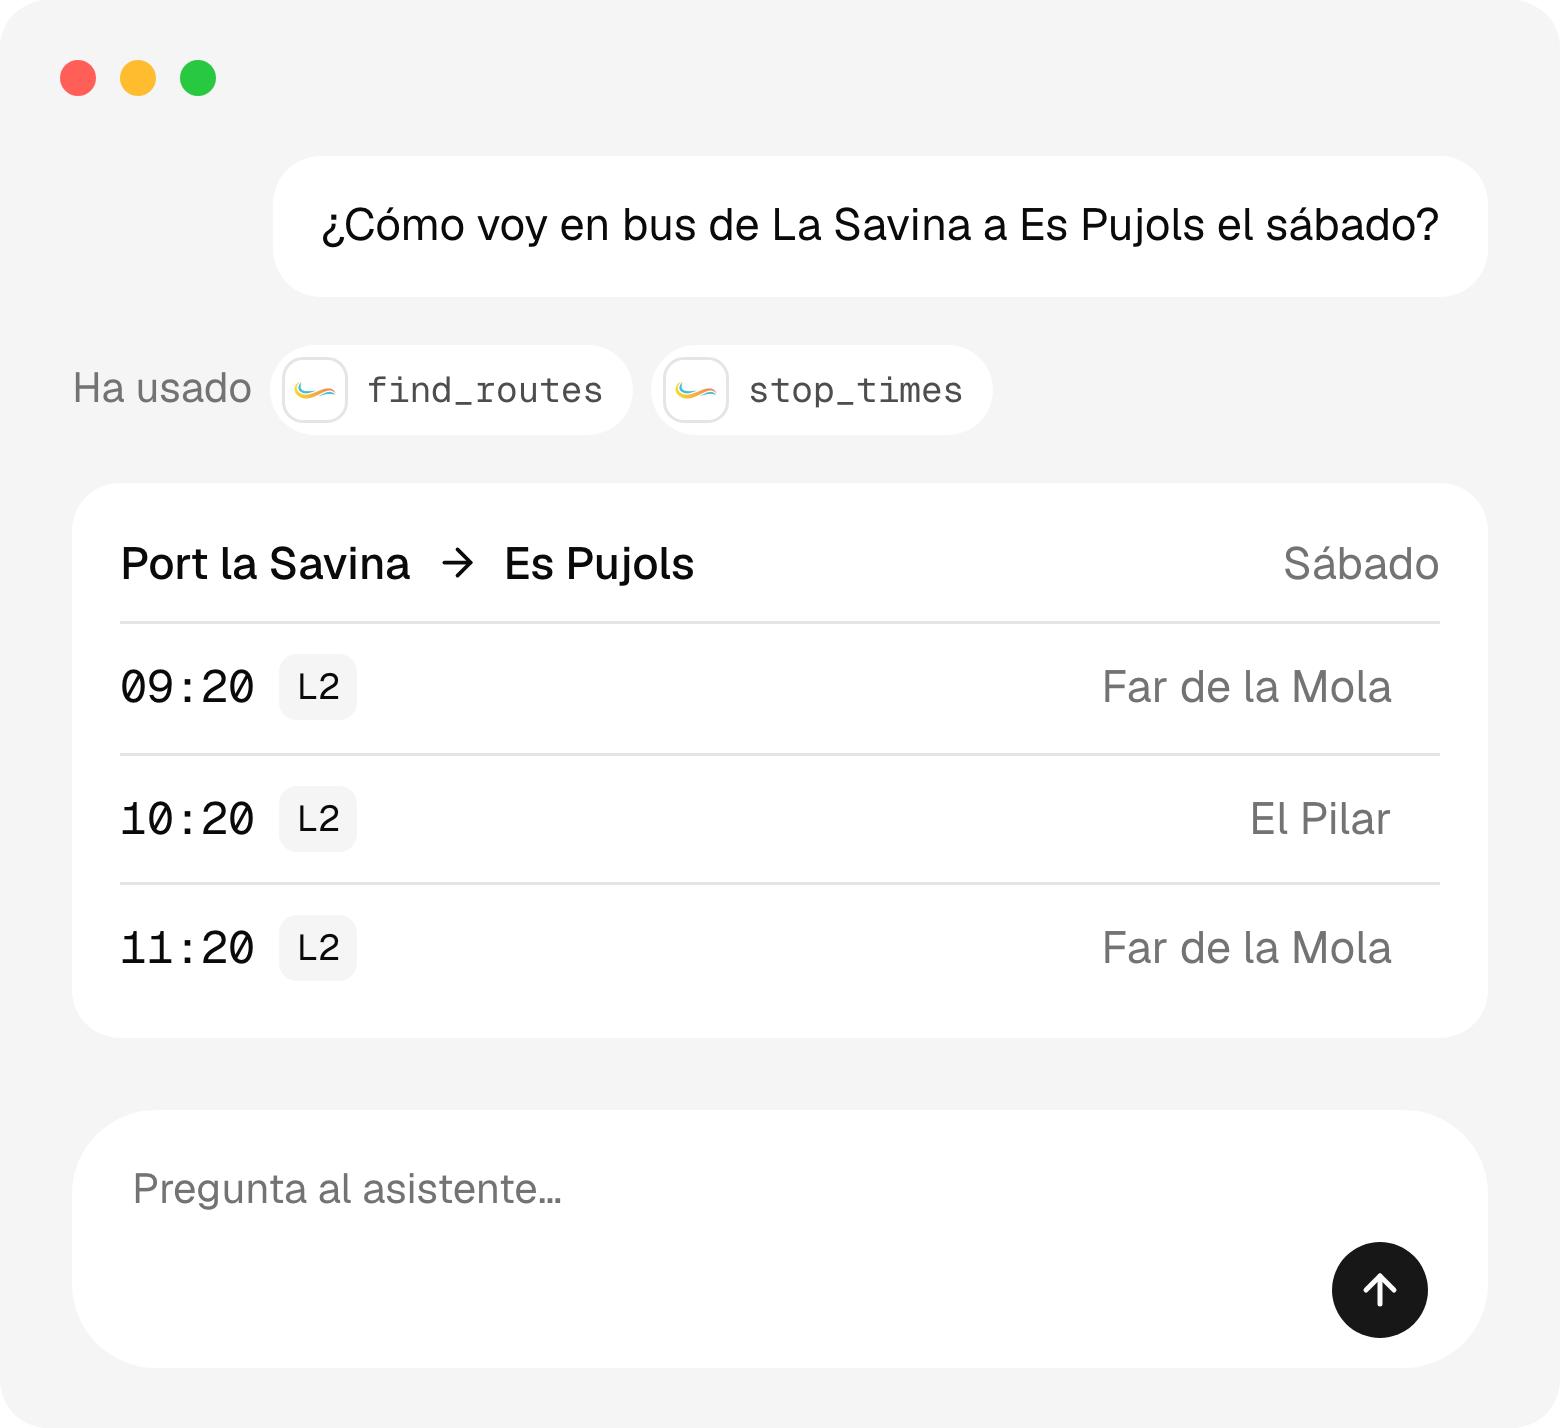 ¿Cómo voy en bus de La Savina a Es Pujols el sábado?
Ha usado find_routes stop_times
Port la Savina → Es Pujols Sábado
09:20 L2 Far de la Mola
10:20 L2 El Pilar
11:20 L2 Far de la Mola
Pregunta al asistente…